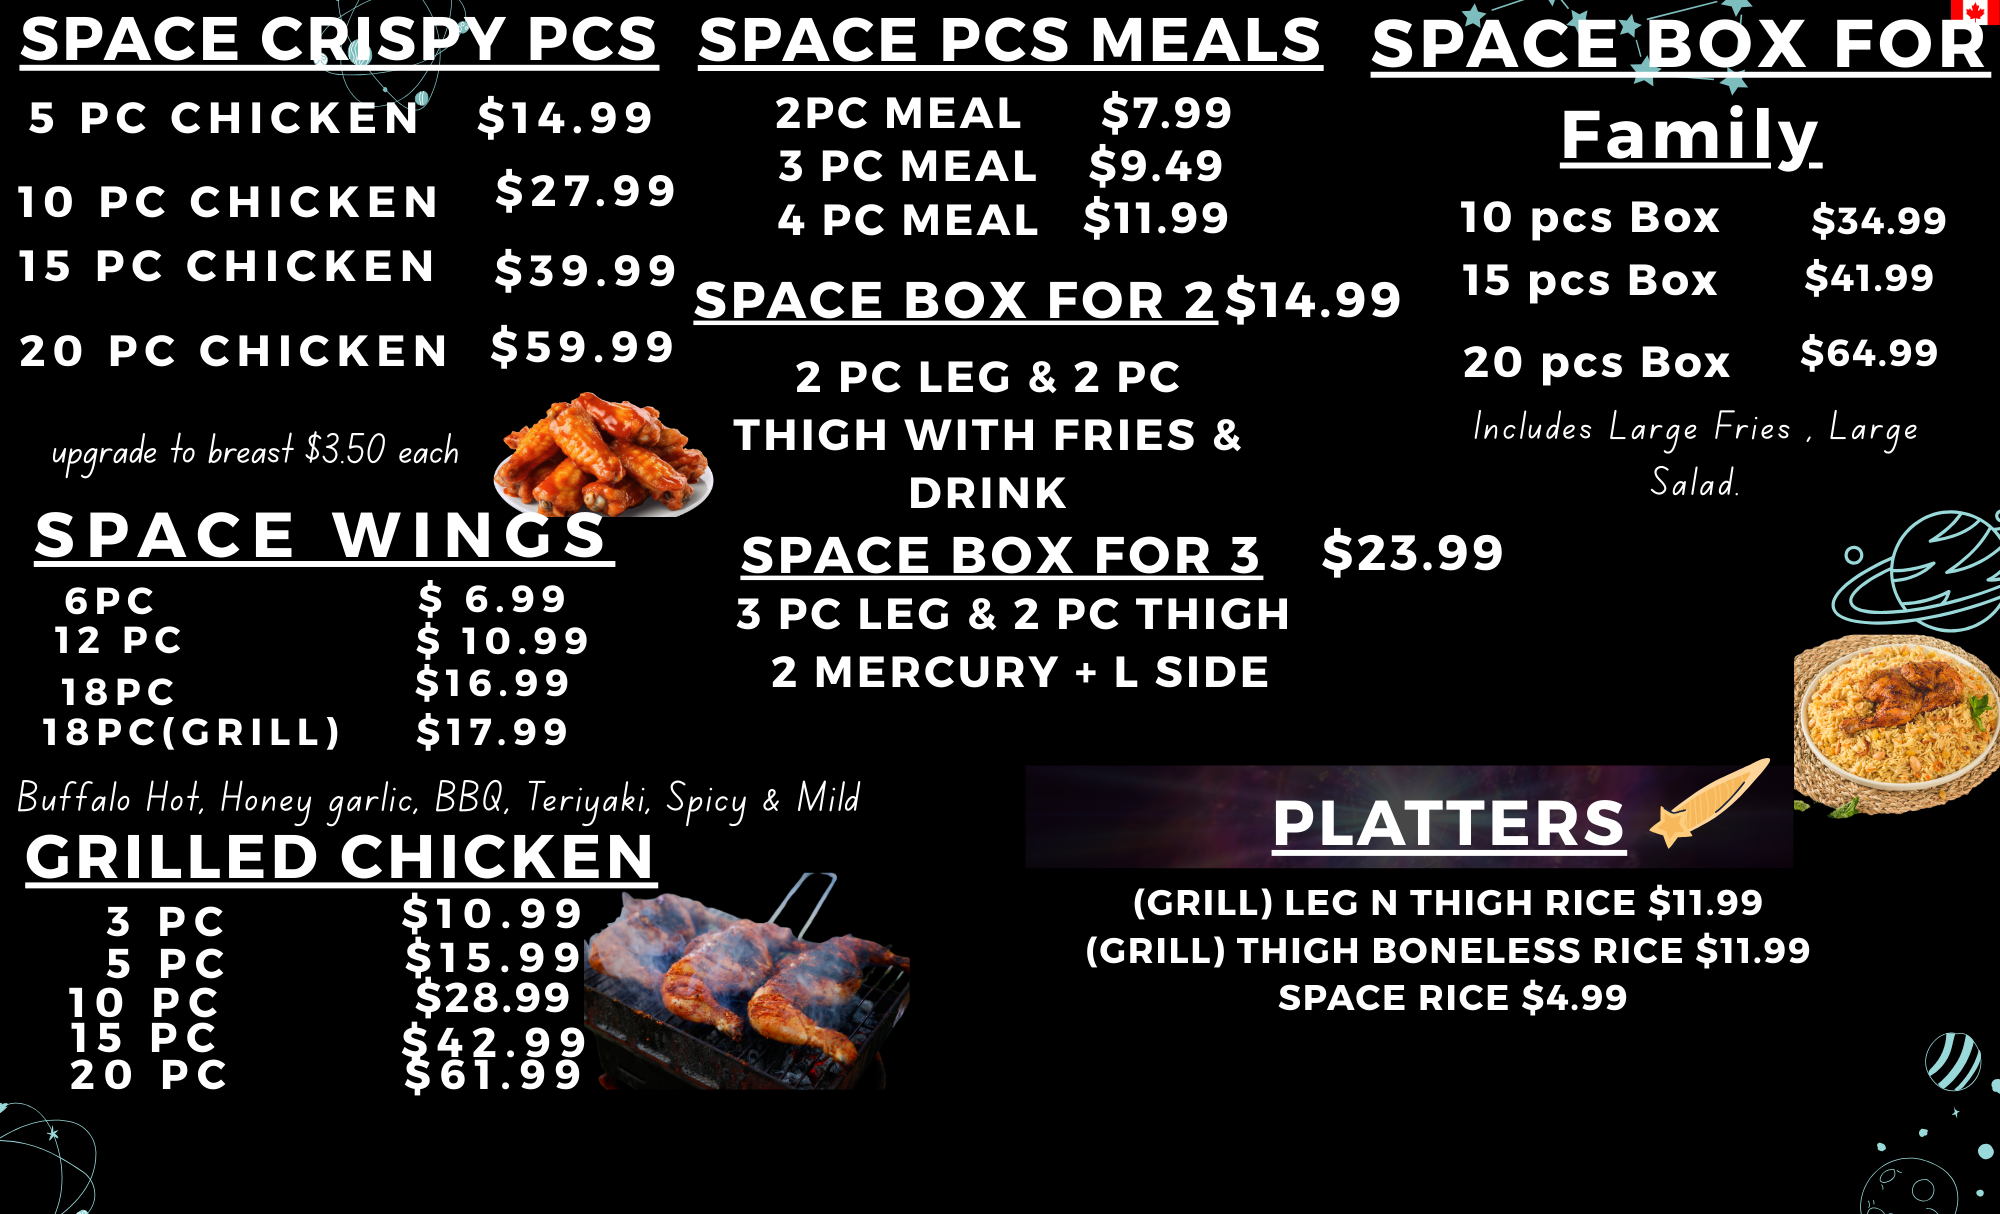 SPACE CRISPY PCS
5 PC CHICKEN $14.99
10 PC CHICKEN $27.99
15 PC CHICKEN $39.99
20 PC CHICKEN $59.99
upgrade to breast $3.50 each
SPACE WINGS
6PC $ 6.99
12 PC $ 10.99
18PC $16.99
18PC(GRILL) $17.99
Buffalo Hot, Honey garlic, BBQ, Teriyaki, Spicy & Mild
GRILLED CHICKEN
3 PC $10.99
5 PC $15.99
10 PC $28.99
15 PC $42.99
20 PC $61.99
SPACE PCS MEALS
2PC MEAL $7.99
3 PC MEAL $9.49
4 PC MEAL $11.99
SPACE BOX FOR 2 $14.99
2 PC LEG & 2 PC
THIGH WITH FRIES &
DRINK
SPACE BOX FOR 3 $23.99
3 PC LEG & 2 PC THIGH
2 MERCURY + L SIDE
SPACE BOX FOR
Family
10 pcs Box $34.99
15 pcs Box $41.99
20 pcs Box $64.99
Includes Large Fries , Large
Salad.
PLATTERS
(GRILL) LEG N THIGH RICE $11.99
(GRILL) THIGH BONELESS RICE $11.99
SPACE RICE $4.99